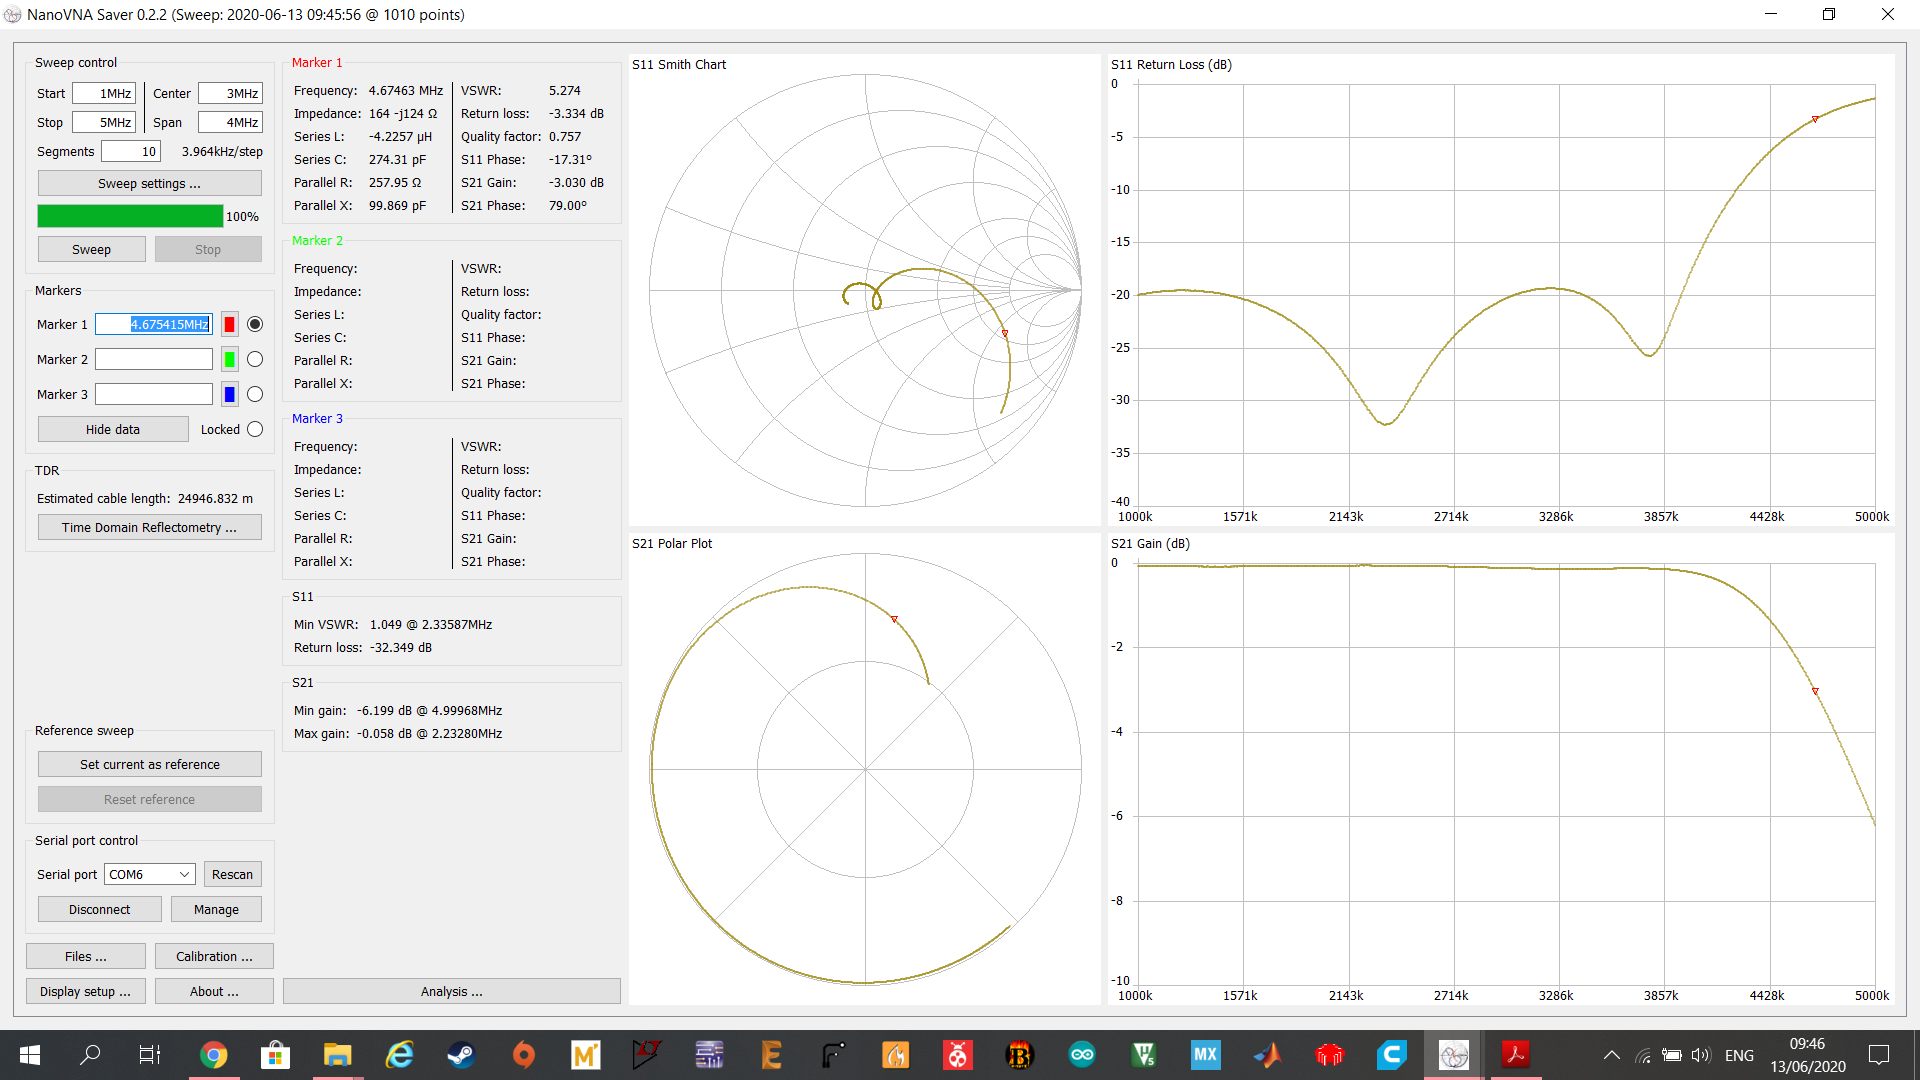 NanoVNA Saver 0.2.2 (Sweep: 2020-06-13 09:45:56 @ 1010 points)
Sweep control
Start 1MHz Center 3MHz
Stop 5MHz Span 4MHz
Segments 10 3.964kHz/step
Sweep settings ...
100%
Sweep Stop
Markers
Marker 1 4.675415MHz
Marker 2
Marker 3
Hide data Locked
TDR
Estimated cable length: 24946.832 m
Time Domain Reflectometry ...
Reference sweep
Set current as reference
Reset reference
Serial port control
Serial port COM6 Rescan
Disconnect Manage
Files ... Calibration ...
Display setup ... About ...
Marker 1
Frequency: 4.67463 MHz VSWR: 5.274
Impedance: 164 -j124 Ω Return loss: -3.334 dB
Series L: -4.2257 µH Quality factor: 0.757
Series C: 274.31 pF S11 Phase: -17.31°
Parallel R: 257.95 Ω S21 Gain: -3.030 dB
Parallel X: 99.869 pF S21 Phase: 79.00°
Marker 2
Frequency: VSWR:
Impedance: Return loss:
Series L: Quality factor:
Series C: S11 Phase:
Parallel R: S21 Gain:
Parallel X: S21 Phase:
Marker 3
Frequency: VSWR:
Impedance: Return loss:
Series L: Quality factor:
Series C: S11 Phase:
Parallel R: S21 Gain:
Parallel X: S21 Phase:
S11
Min VSWR: 1.049 @ 2.33587MHz
Return loss: -32.349 dB
S21
Min gain: -6.199 dB @ 4.99968MHz
Max gain: -0.058 dB @ 2.23280MHz
Analysis ...
S11 Smith Chart
S11 Return Loss (dB)
0
-5
-10
-15
-20
-25
-30
-35
-40
1000k 1571k 2143k 2714k 3286k 3857k 4428k 5000k
S21 Polar Plot
S21 Gain (dB)
0
-2
-4
-6
-8
-10
1000k 1571k 2143k 2714k 3286k 3857k 4428k 5000k
MX
ENG
09:46
13/06/2020